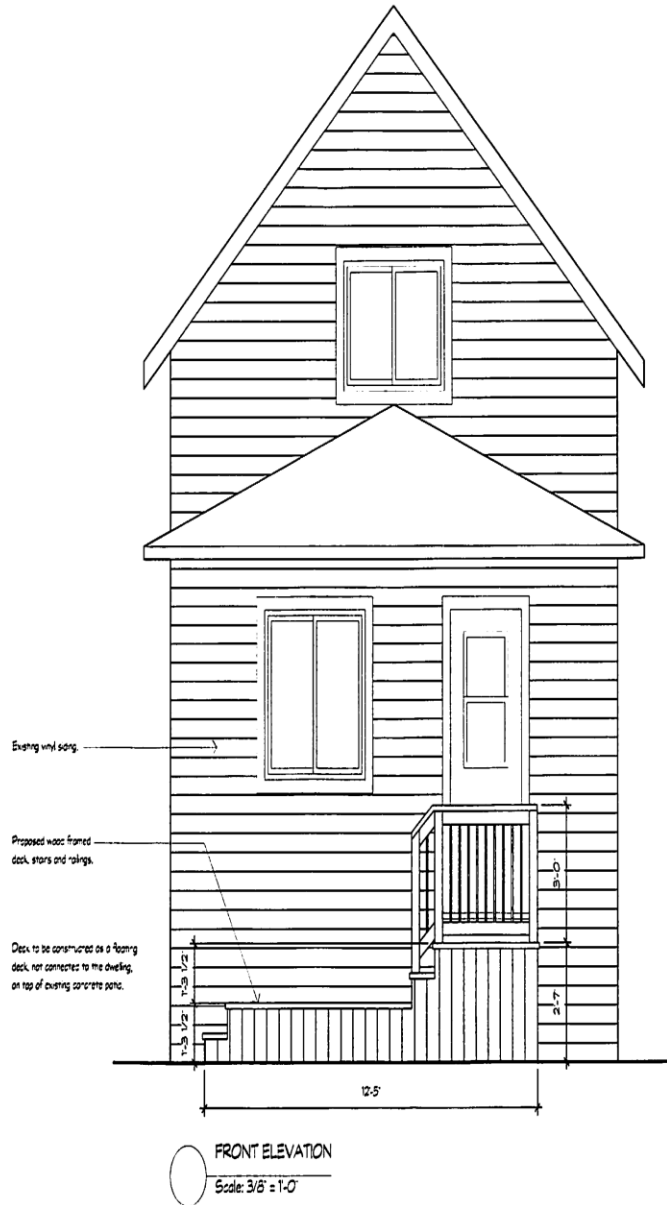 Existing vinyl siding.
Proposed wood framed
deck, stairs and railings.
Deck to be constructed as a floating
deck, not connected to the dwelling,
on top of existing concrete patio.
1'-3 1/2"
1'-3 1/2"
3'-0"
2'-7"
12'-5"
FRONT ELEVATION
Scale: 3/8" = 1'-0"